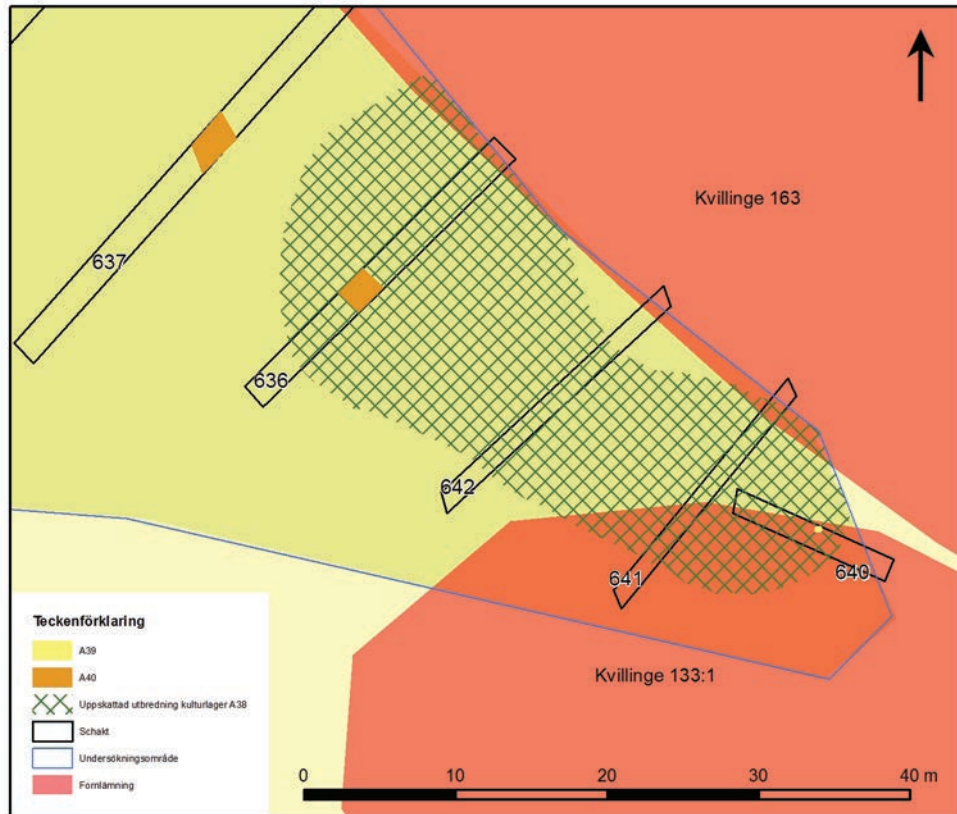 Kvillinge 163
637
636
642
641
640
Kvillinge 133:1
Teckenförklaring
A39
A40
Uppskattad utbredning kulturlager A38
Schakt
Undersökningsområde
Fornlämning
0 10 20 30 40 m